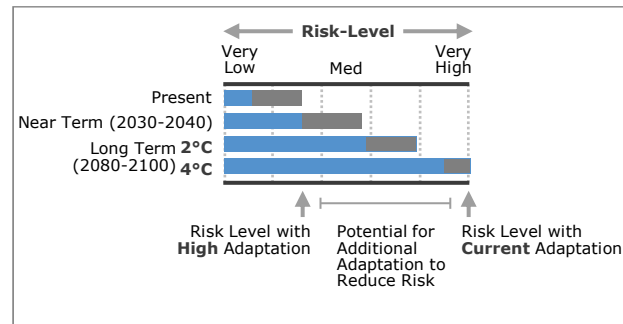 Risk-Level
Very Low
Med
Very High
Present
Near Term (2030-2040)
Long Term 2°C
(2080-2100) 4°C
Risk Level with
High Adaptation
Potential for
Additional
Adaptation to
Reduce Risk
Risk Level with
Current Adaptation